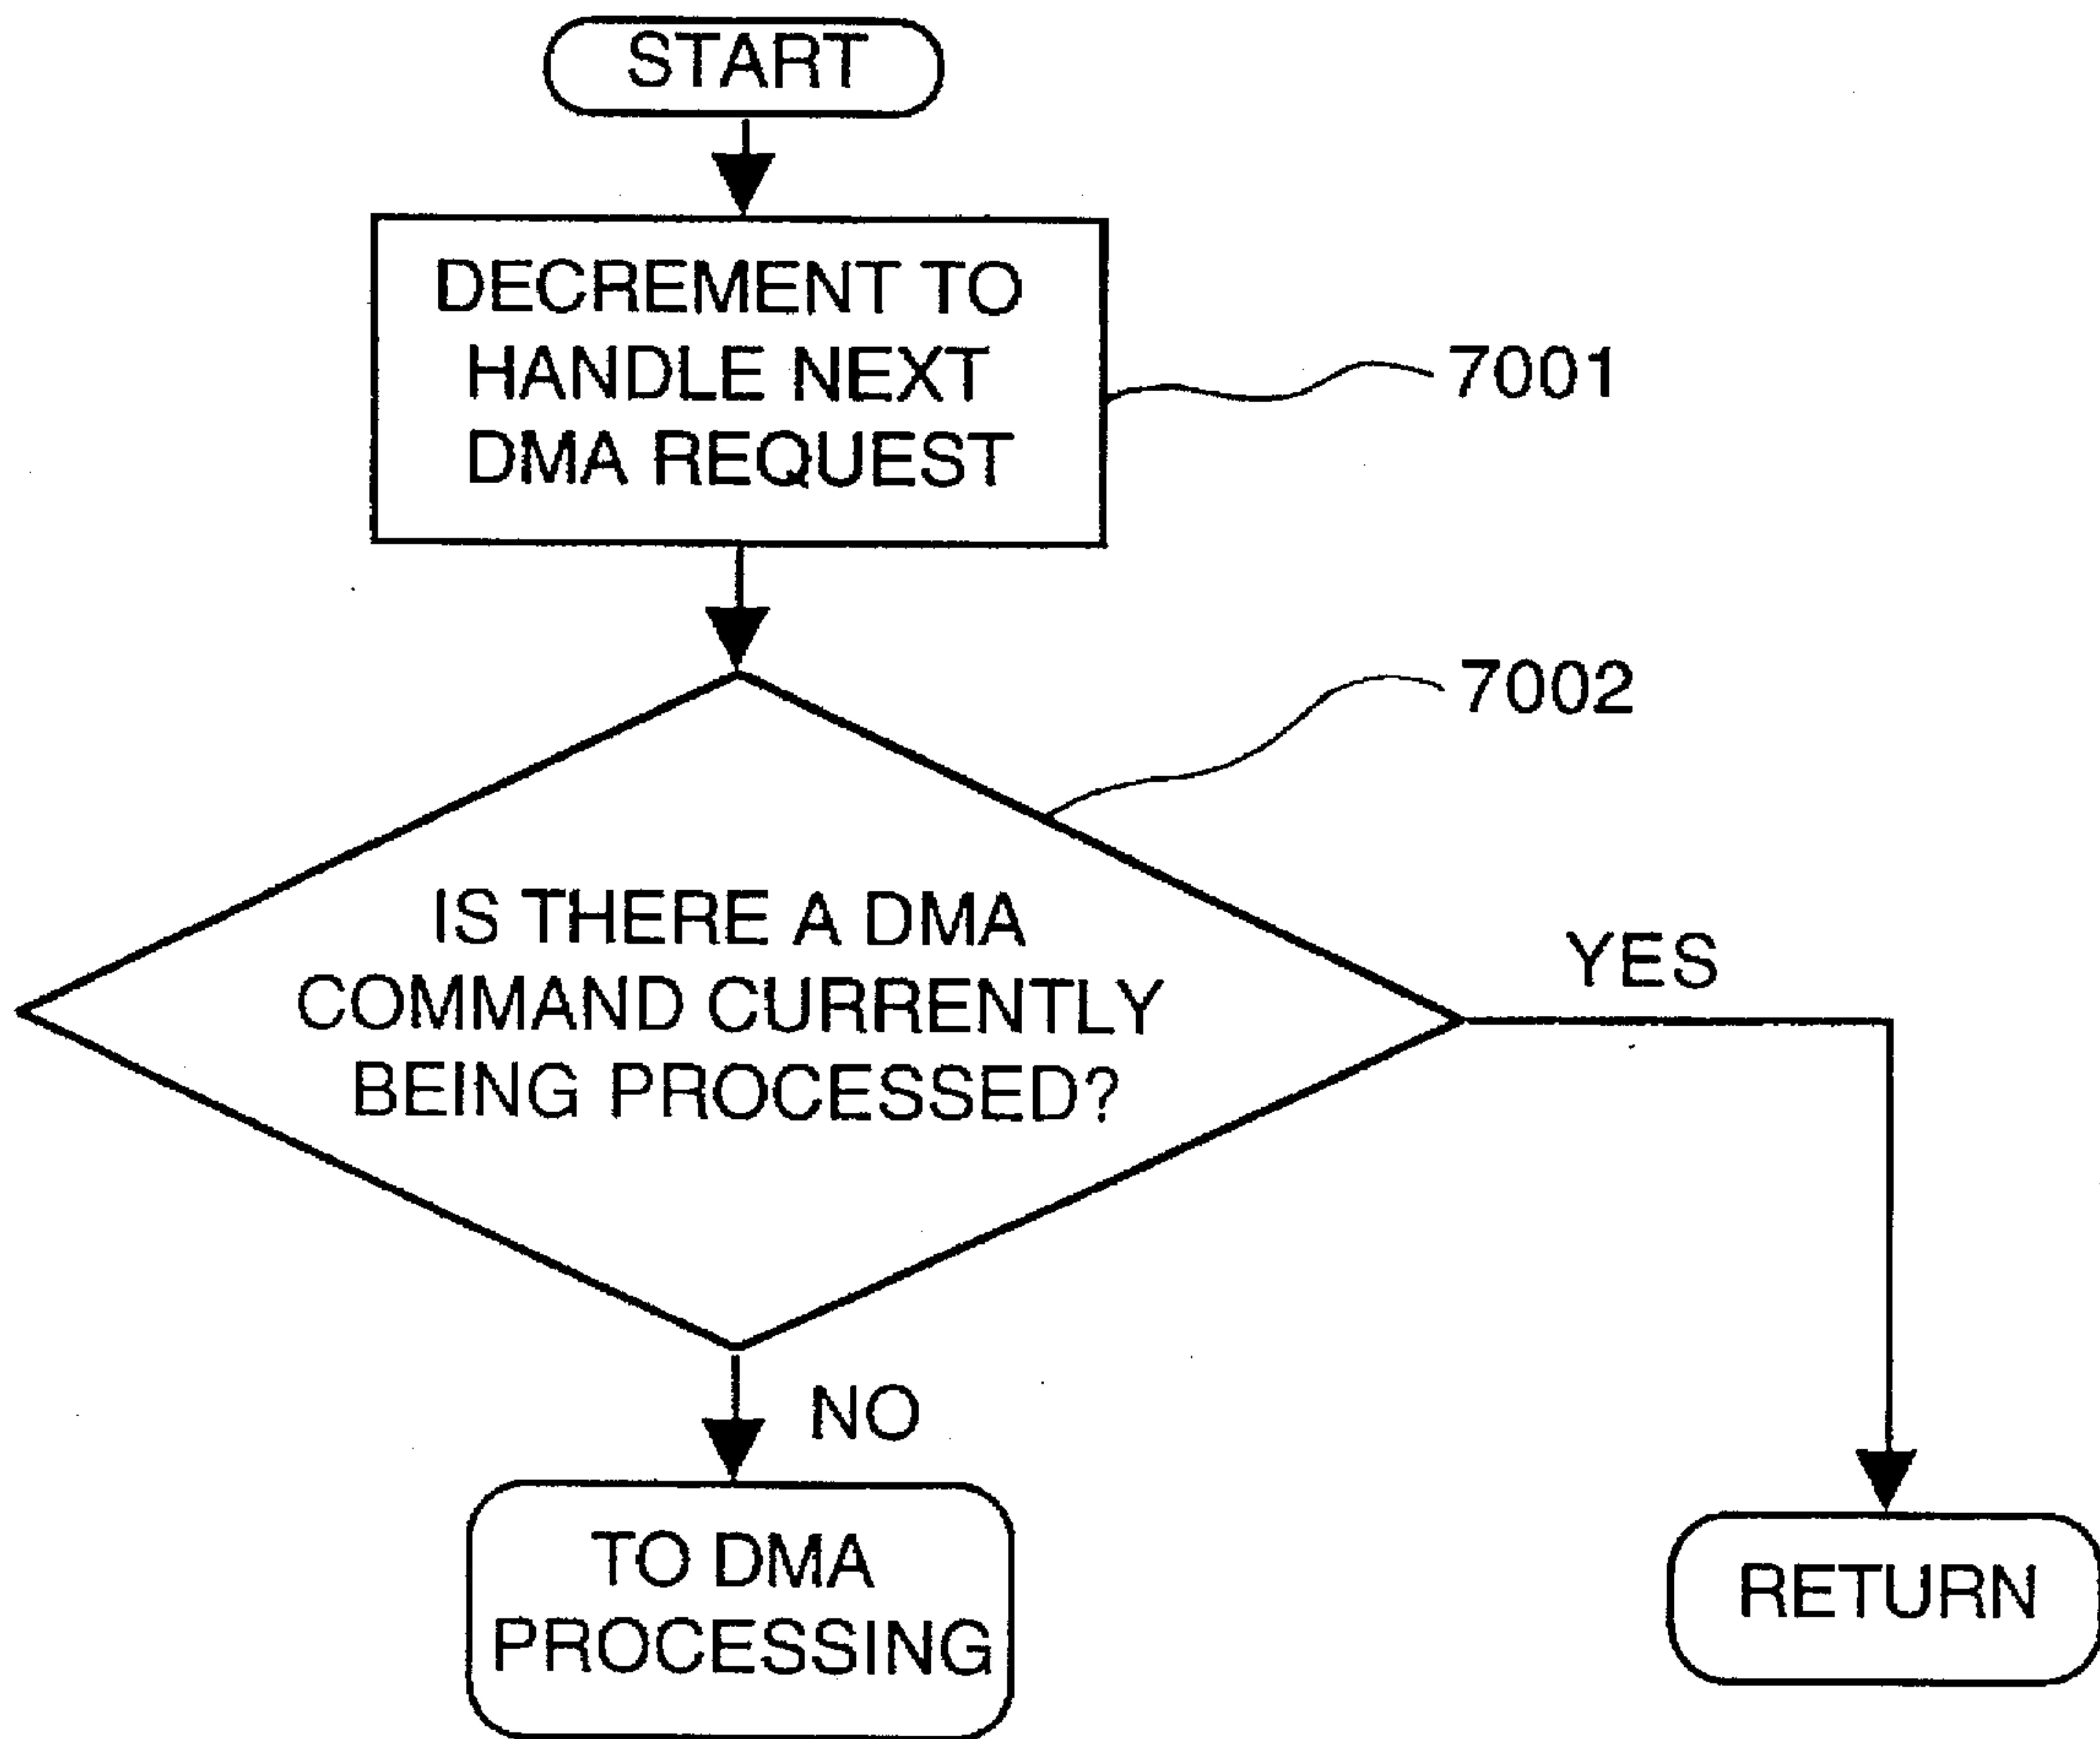 START
DECREMENT TO
HANDLE NEXT
DMA REQUEST
7001
7002
IS THERE A DMA
COMMAND CURRENTLY
BEING PROCESSED?
YES
NO
TO DMA
PROCESSING
RETURN